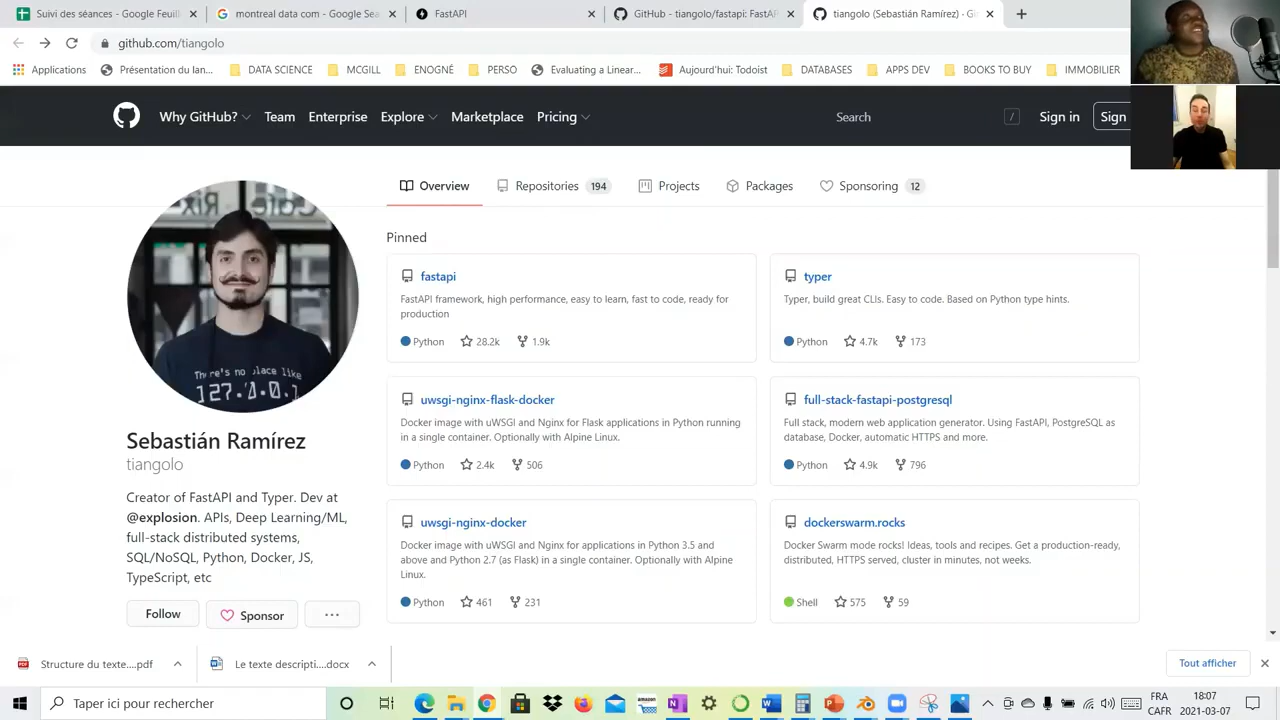 Suivi des séances - Google Feuill
montreal data com - Google Sea
FastAPI
GitHub - tiangolo/fastapi: FastAP
tiangolo (Sebastián Ramírez) · Gi
github.com/tiangolo
Applications
Présentation du lan...
DATA SCIENCE
MCGILL
ENOGNÉ
PERSO
Evaluating a Linear...
Aujourd'hui: Todoist
DATABASES
APPS DEV
BOOKS TO BUY
IMMOBILIER
Why GitHub?
Team
Enterprise
Explore
Marketplace
Pricing
Search
/
Sign in
Sign
Overview
Repositories 194
Projects
Packages
Sponsoring 12
There's no place like
127.0.0.1
Sebastián Ramírez
tiangolo
Creator of FastAPI and Typer. Dev at
@explosion. APIs, Deep Learning/ML,
full-stack distributed systems,
SQL/NoSQL, Python, Docker, JS,
TypeScript, etc
Follow
Sponsor
...
Pinned
fastapi
FastAPI framework, high performance, easy to learn, fast to code, ready for
production
Python 28.2k 1.9k
typer
Typer, build great CLIs. Easy to code. Based on Python type hints.
Python 4.7k 173
uwsgi-nginx-flask-docker
Docker image with uWSGI and Nginx for Flask applications in Python running
in a single container. Optionally with Alpine Linux.
Python 2.4k 506
full-stack-fastapi-postgresql
Full stack, modern web application generator. Using FastAPI, PostgreSQL as
database, Docker, automatic HTTPS and more.
Python 4.9k 796
uwsgi-nginx-docker
Docker image with uWSGI and Nginx for applications in Python 3.5 and
above and Python 2.7 (as Flask) in a single container. Optionally with Alpine
Linux.
Python 461 231
dockerswarm.rocks
Docker Swarm mode rocks! Ideas, tools and recipes. Get a production-ready,
distributed, HTTPS served, cluster in minutes, not weeks.
Shell 575 59
Structure du texte....pdf
Le texte descripti....docx
Tout afficher
Taper ici pour rechercher
amazon
FRA
CAFR
18:07
2021-03-07